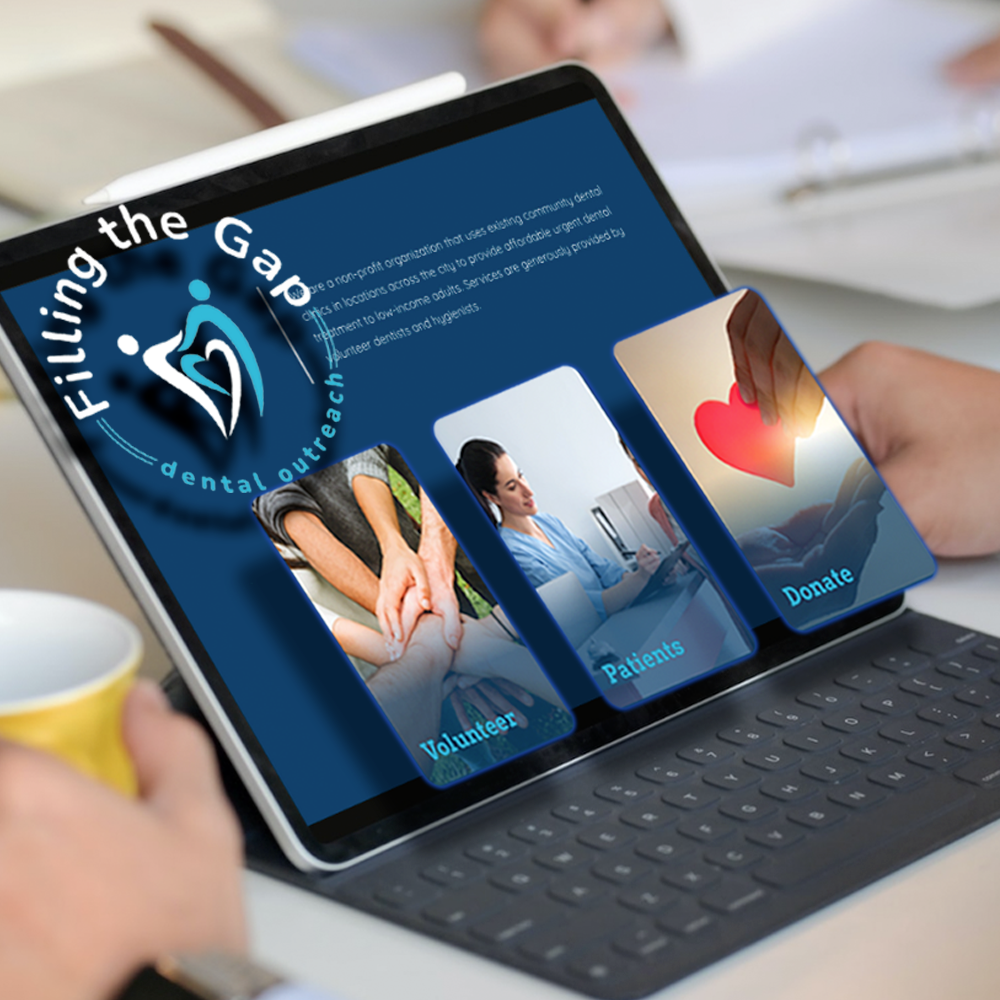 Filling the Gap
dental outreach
We are a non-profit organization that uses existing community dental
clinics in locations across the city to provide affordable urgent dental
treatment to low-income adults. Services are generously provided by
volunteer dentists and hygienists.
Volunteer
Patients
Donate